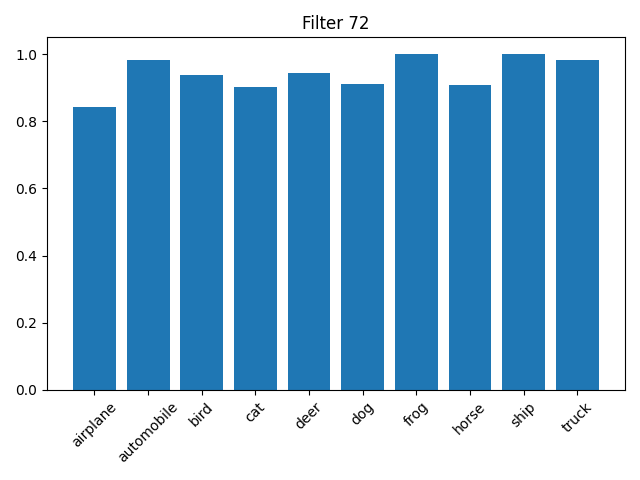 Filter 72
1.0
0.8
0.6
0.4
0.2
0.0
airplane
automobile
bird
cat
deer
dog
frog
horse
ship
truck